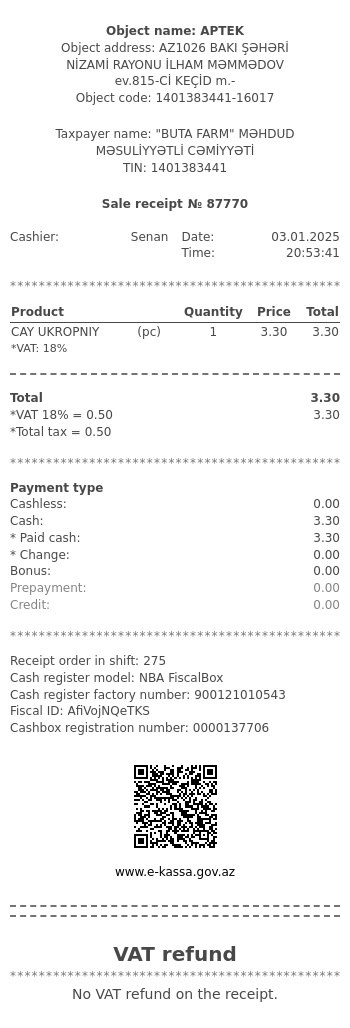 Object name: APTEK
Object address: AZ1026 BAKI ŞƏHƏRİ
NİZAMİ RAYONU İLHAM MƏMMƏDOV
ev.815-Cİ KEÇİD m.-
Object code: 1401383441-16017
Taxpayer name: "BUTA FARM" MƏHDUD
MƏSULİYYƏTLİ CƏMİYYƏTİ
TIN: 1401383441
Sale receipt № 87770
Cashier: Senan Date: 03.01.2025
Time: 20:53:41
********************************************
Product Quantity Price Total
CAY UKROPNIY (pc) 1 3.30 3.30
*VAT: 18%
Total 3.30
*VAT 18% = 0.50 3.30
*Total tax = 0.50
********************************************
Payment type
Cashless: 0.00
Cash: 3.30
* Paid cash: 3.30
* Change: 0.00
Bonus: 0.00
Prepayment: 0.00
Credit: 0.00
********************************************
Receipt order in shift: 275
Cash register model: NBA FiscalBox
Cash register factory number: 900121010543
Fiscal ID: AfiVojNQeTKS
Cashbox registration number: 0000137706
www.e-kassa.gov.az
VAT refund
********************************************
No VAT refund on the receipt.